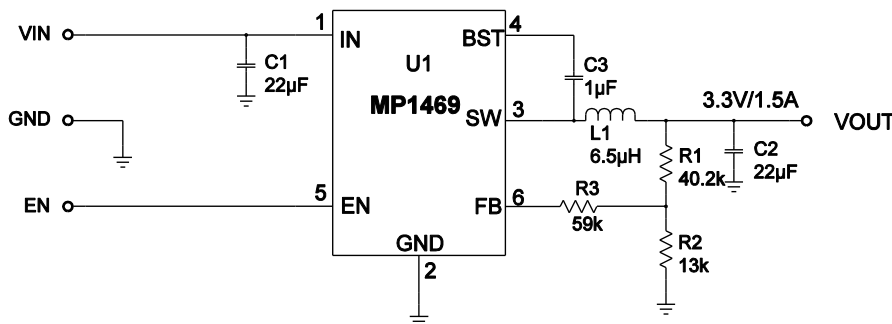 VIN
1
IN
C1
22µF
U1
MP1469
BST
4
C3
1µF
GND
SW
3
L1
6.5µH
3.3V/1.5A
VOUT
R1
40.2k
C2
22µF
EN
5
EN
FB
6
R3
59k
GND
2
R2
13k